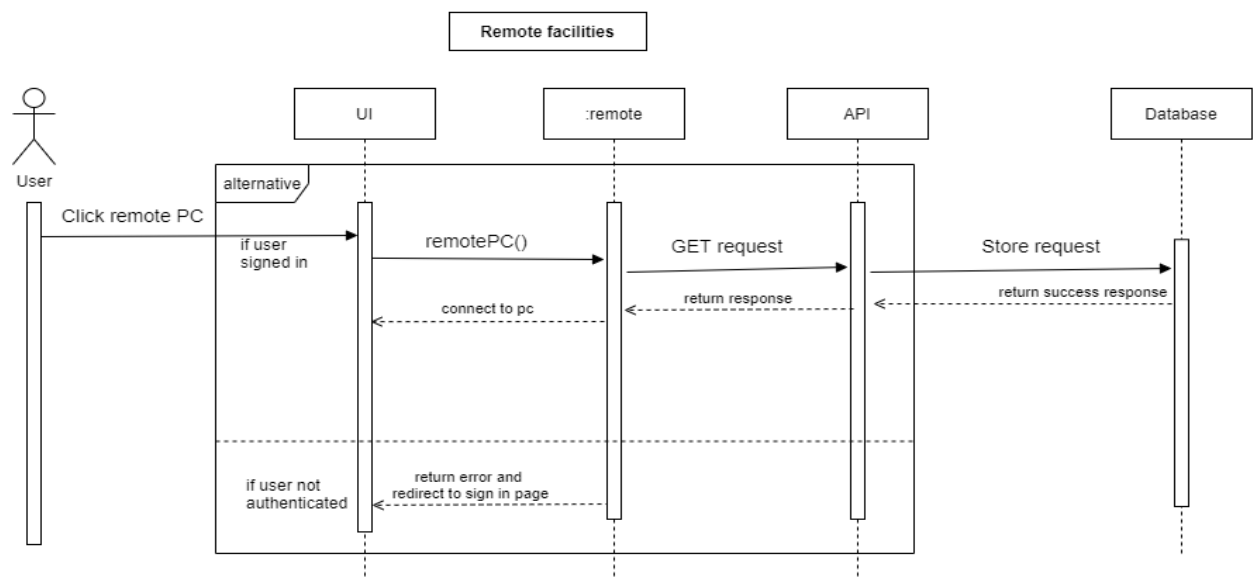 Remote facilities
UI
:remote
API
Database
User
alternative
Click remote PC
if user
signed in
remotePC()
GET request
Store request
return success response
return response
connect to pc
if user not
authenticated
return error and
redirect to sign in page